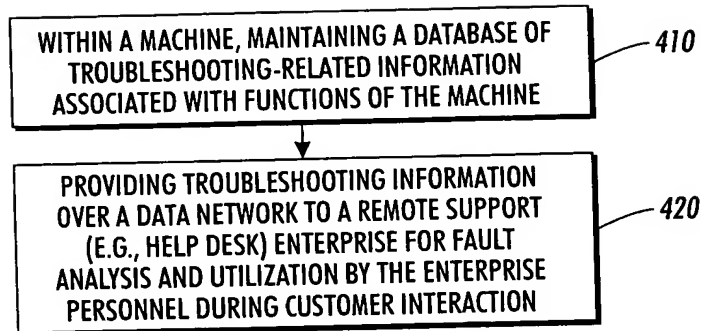 WITHIN A MACHINE, MAINTAINING A DATABASE OF
TROUBLESHOOTING-RELATED INFORMATION
ASSOCIATED WITH FUNCTIONS OF THE MACHINE
410
PROVIDING TROUBLESHOOTING INFORMATION
OVER A DATA NETWORK TO A REMOTE SUPPORT
(E.G., HELP DESK) ENTERPRISE FOR FAULT
ANALYSIS AND UTILIZATION BY THE ENTERPRISE
PERSONNEL DURING CUSTOMER INTERACTION
420